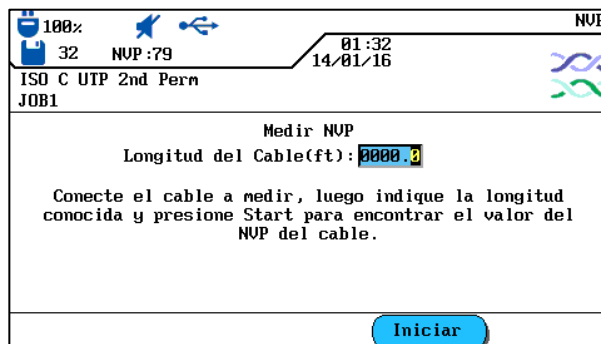 100%
NVP
32 NVP:79
01:32
14/01/16
ISO C UTP 2nd Perm
JOB1
Medir NVP
Longitud del Cable(ft):0000.0
Conecte el cable a medir, luego indique la longitud
conocida y presione Start para encontrar el valor del
NVP del cable.
Iniciar